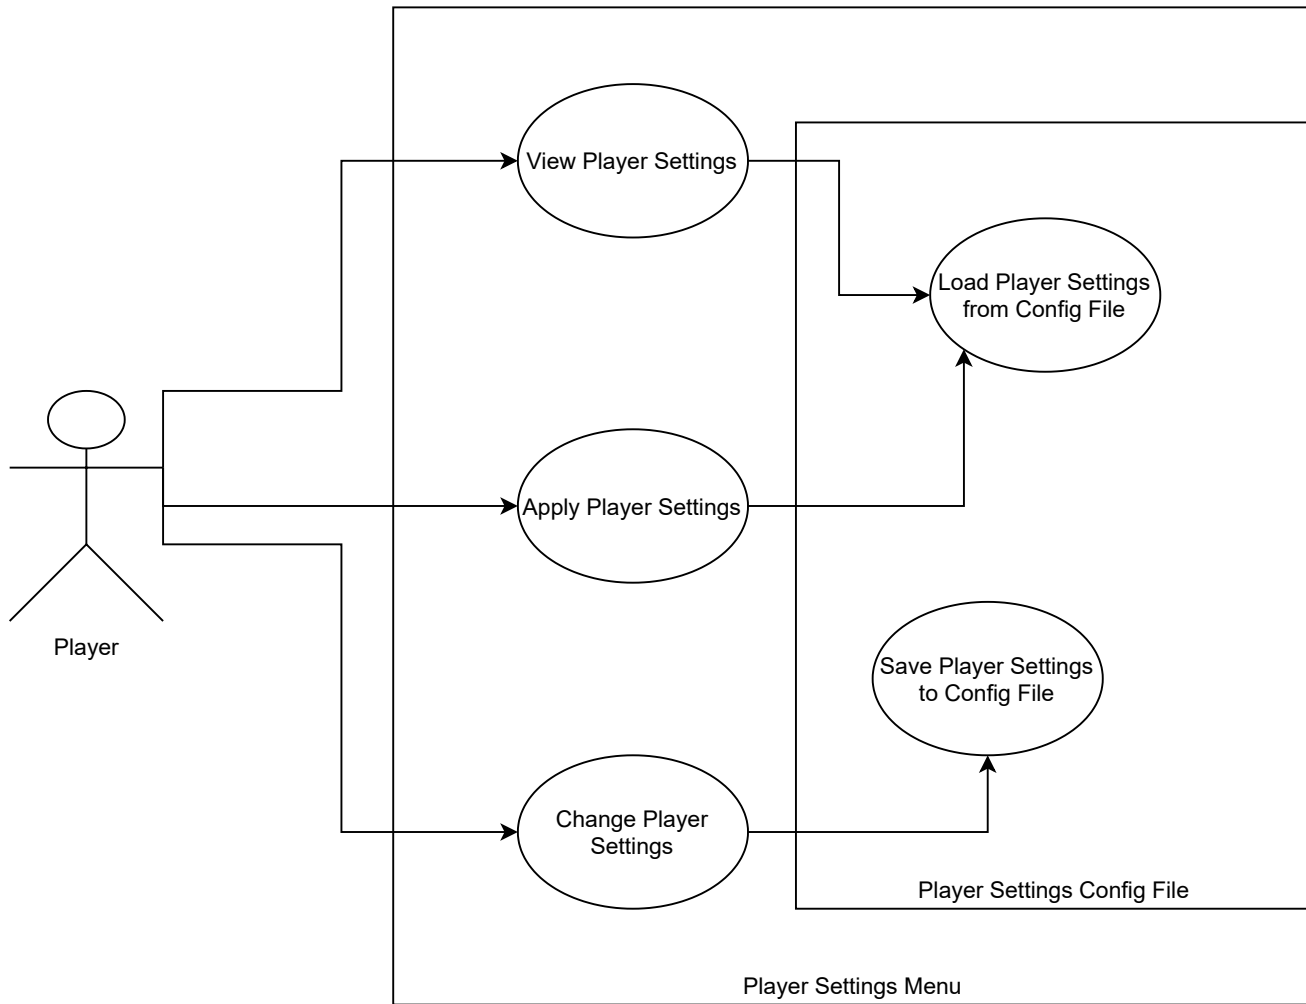 View Player Settings
Load Player Settings
from Config File
Apply Player Settings
Player
Save Player Settings
to Config File
Change Player
Settings
Player Settings Config File
Player Settings Menu